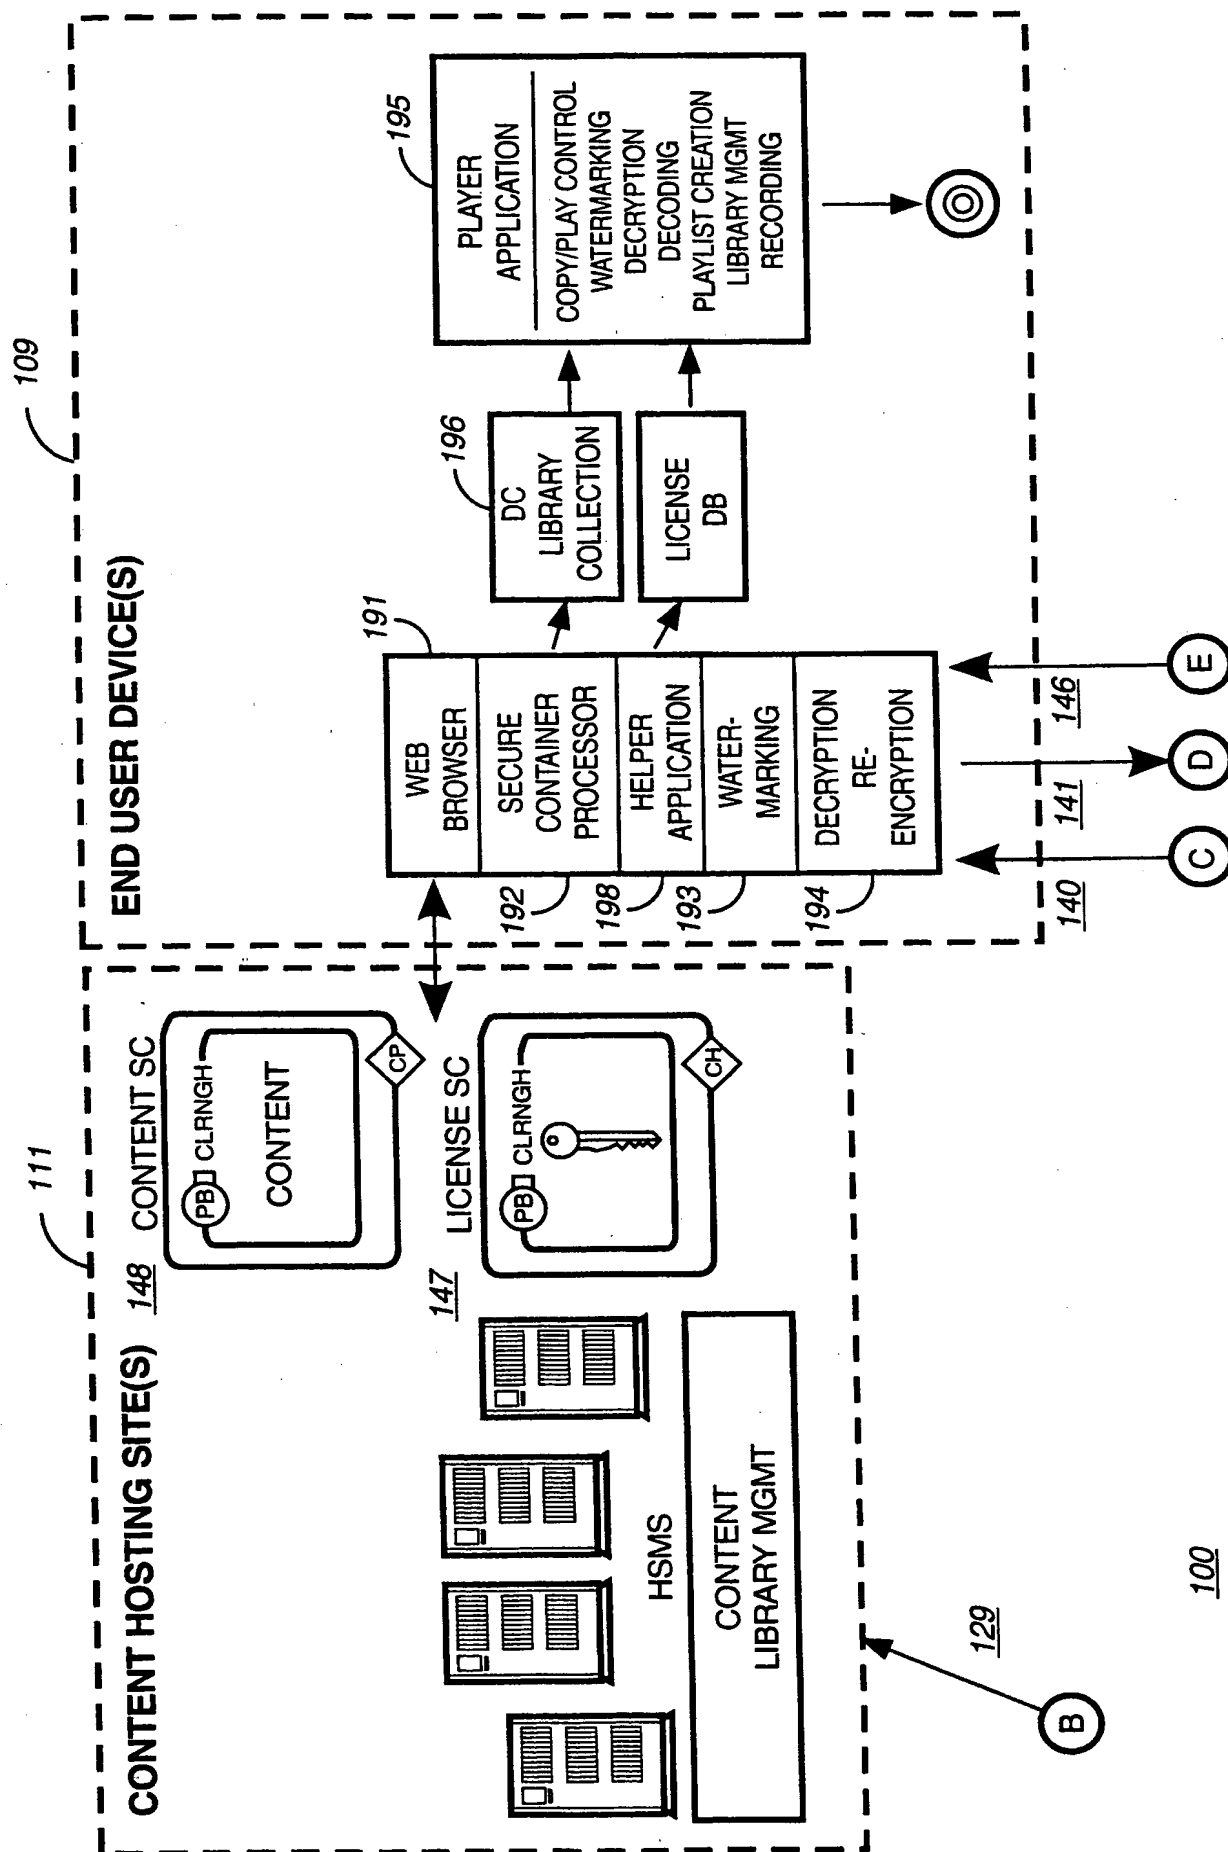 111
109
CONTENT HOSTING SITE(S)
148
CONTENT SC
PB
CLRNGH
CONTENT
CP
147
LICENSE SC
PB
CLRNGH
CH
HSMS
CONTENT
LIBRARY MGMT
129
B
END USER DEVICE(S)
191
WEB
BROWSER
192
SECURE
CONTAINER
PROCESSOR
198
HELPER
APPLICATION
193
WATER-
MARKING
194
DECRYPTION
RE-
ENCRYPTION
196
DC
LIBRARY
COLLECTION
LICENSE
DB
195
PLAYER
APPLICATION
COPY/PLAY CONTROL
WATERMARKING
DECRYPTION
DECODING
PLAYLIST CREATION
LIBRARY MGMT
RECORDING
140
141
146
C
D
E
100